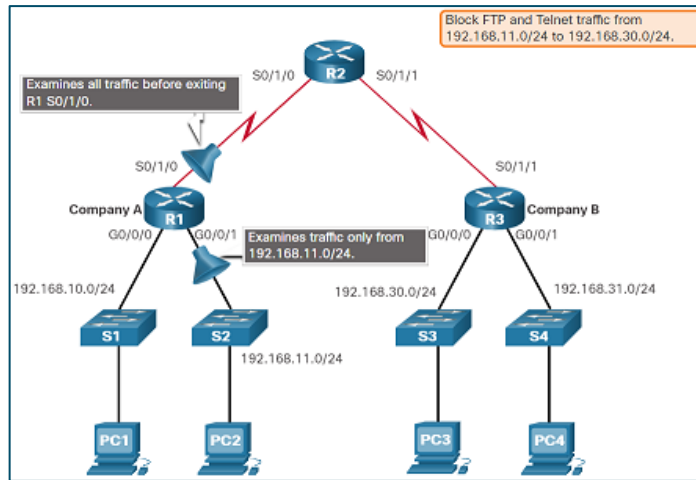 Block FTP and Telnet traffic from
192.168.11.0/24 to 192.168.30.0/24.
S0/1/0
R2
S0/1/1
Examines all traffic before exiting
R1 S0/1/0.
S0/1/0
S0/1/1
Company A
R1
R3
Company B
G0/0/0
G0/0/1
Examines traffic only from
192.168.11.0/24.
G0/0/0
G0/0/1
192.168.10.0/24
192.168.30.0/24
192.168.31.0/24
S1
S2
S3
S4
192.168.11.0/24
PC1
PC2
PC3
PC4